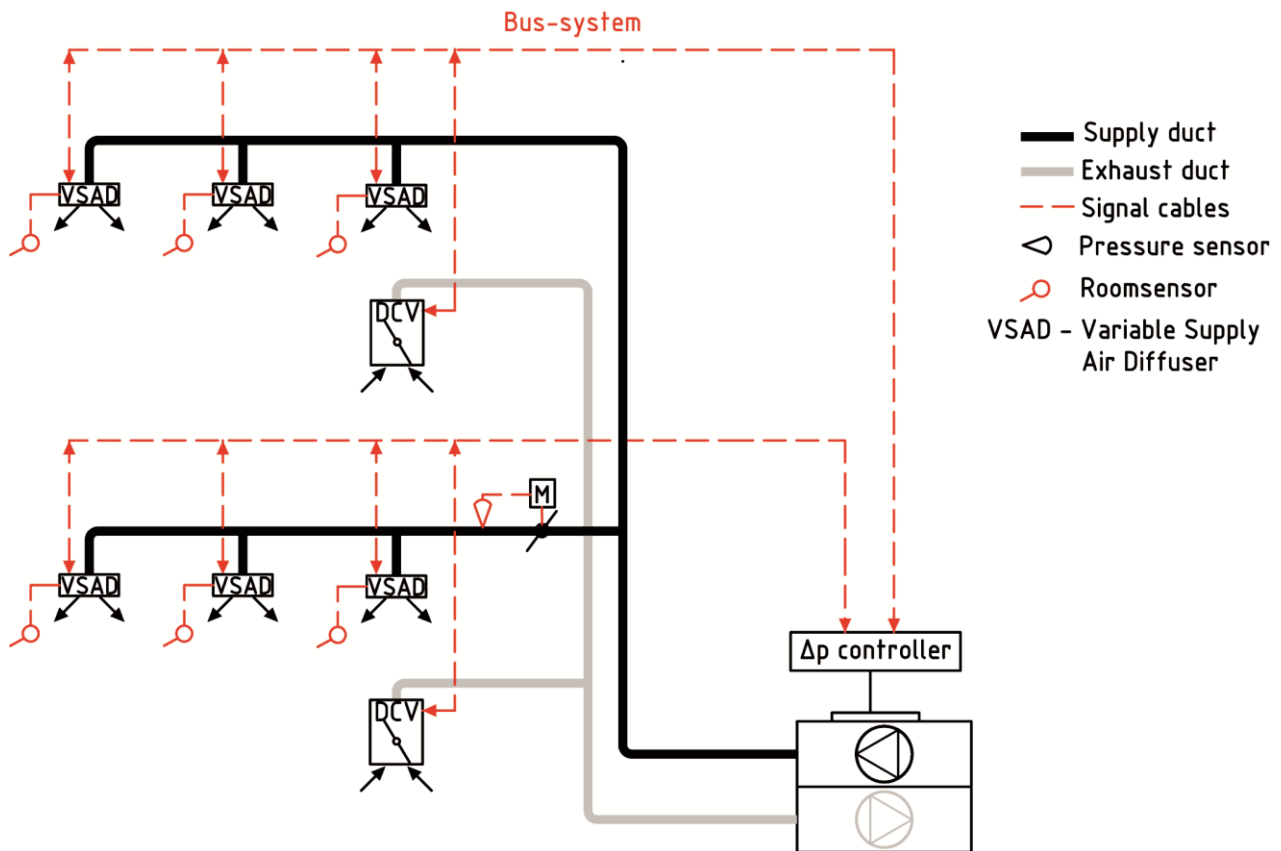 Bus-system
Supply duct
Exhaust duct
Signal cables
Pressure sensor
Roomsensor
VSAD - Variable Supply
Air Diffuser
VSAD
VSAD
VSAD
DCV
M
VSAD
VSAD
VSAD
Δp controller
DCV